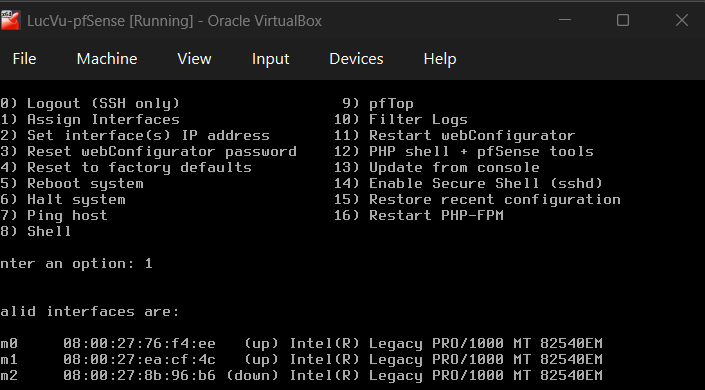 LucVu-pfSense [Running] - Oracle VirtualBox
File Machine View Input Devices Help
0) Logout (SSH only) 9) pfTop
1) Assign Interfaces 10) Filter Logs
2) Set interface(s) IP address 11) Restart webConfigurator
3) Reset webConfigurator password 12) PHP shell + pfSense tools
4) Reset to factory defaults 13) Update from console
5) Reboot system 14) Enable Secure Shell (sshd)
6) Halt system 15) Restore recent configuration
7) Ping host 16) Restart PHP-FPM
8) Shell
nter an option: 1
alid interfaces are:
m0 08:00:27:76:f4:ee (up) Intel(R) Legacy PRO/1000 MT 82540EM
m1 08:00:27:ea:cf:4c (up) Intel(R) Legacy PRO/1000 MT 82540EM
m2 08:00:27:8b:96:b6 (down) Intel(R) Legacy PRO/1000 MT 82540EM